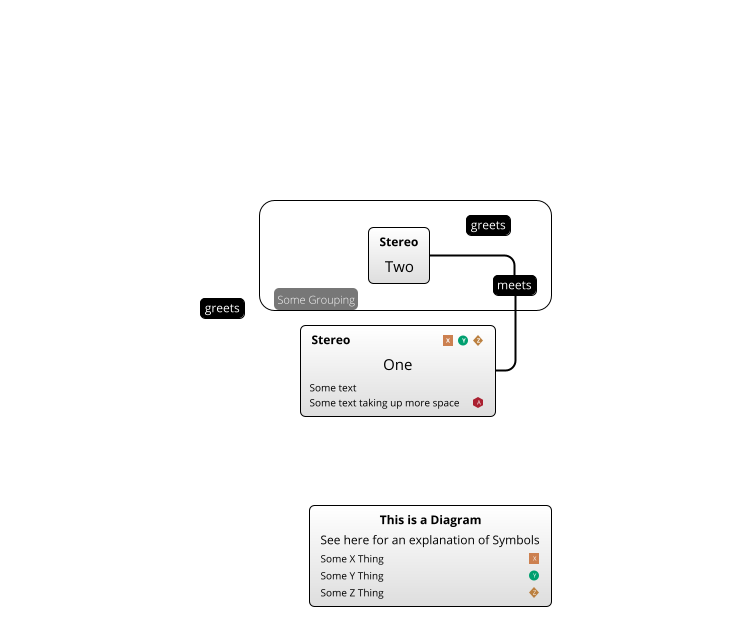 greets
Stereo
Two
meets
Some Grouping
greets
Stereo X Y Z
One
Some text
Some text taking up more space A
This is a Diagram
See here for an explanation of Symbols
Some X Thing X
Some Y Thing Y
Some Z Thing Z